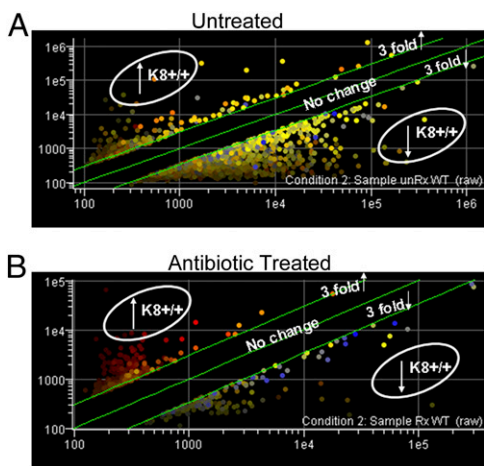 A
Untreated
1e6
1e5
1e4
1000
100
↑ K8+/+
3 fold ↑
No change
3 fold ↓
↓ K8+/+
Condition 2: Sample unRx WT (raw)
100
1000
1e4
1e5
1e6
B
Antibiotic Treated
1e5
1e4
1000
100
↑ K8+/+
3 fold ↑
No change
3 fold ↓
↓ K8+/+
Condition 2: Sample Rx WT (raw)
100
1000
1e4
1e5